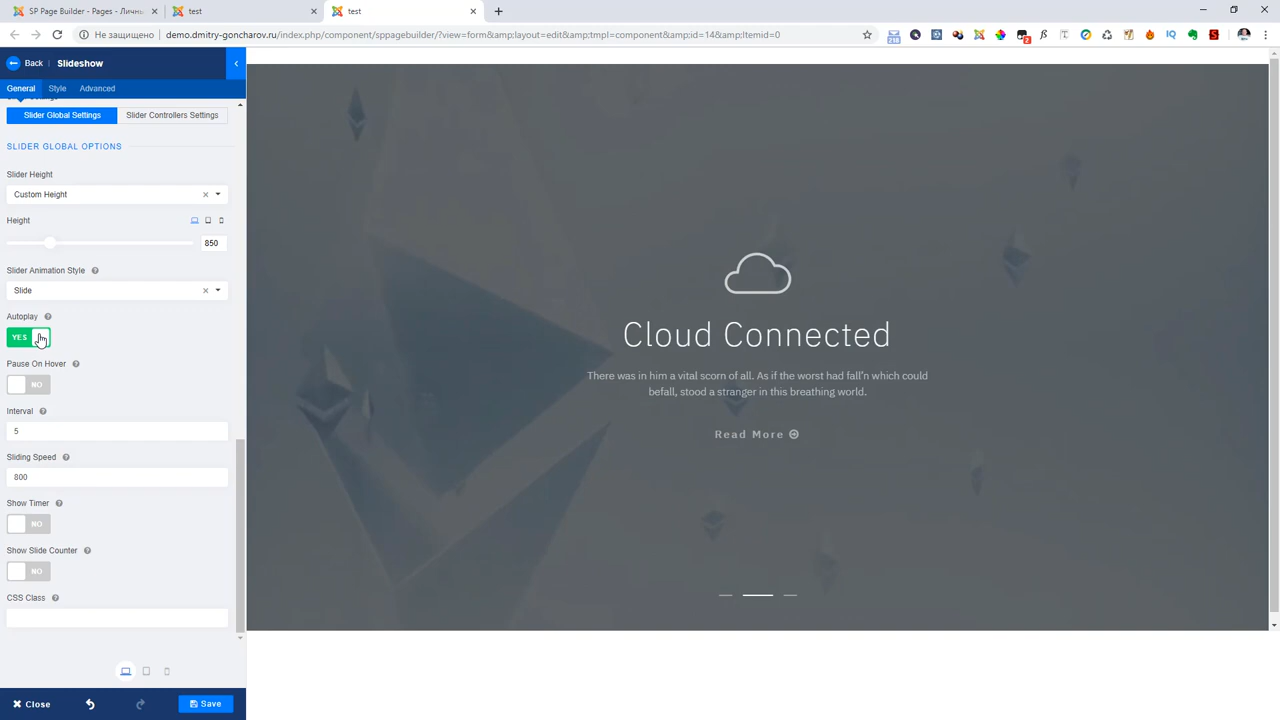 SP Page Builder - Pages - Личны
test
test
Не защищено
demo.dmitry-goncharov.ru/index.php/component/sppagebuilder/?view=form&amp;layout=edit&amp;tmpl=component&amp;id=14&amp;Itemid=0
Back
Slideshow
General
Style
Advanced
Slider Global Settings
Slider Controllers Settings
SLIDER GLOBAL OPTIONS
Slider Height
Custom Height
Height
850
Slider Animation Style
Slide
Autoplay
YES
Pause On Hover
NO
Interval
5
Sliding Speed
800
Show Timer
NO
Show Slide Counter
NO
CSS Class
Close
Save
Cloud Connected
There was in him a vital scorn of all. As if the worst had fall'n which could
befall, stood a stranger in this breathing world.
Read More